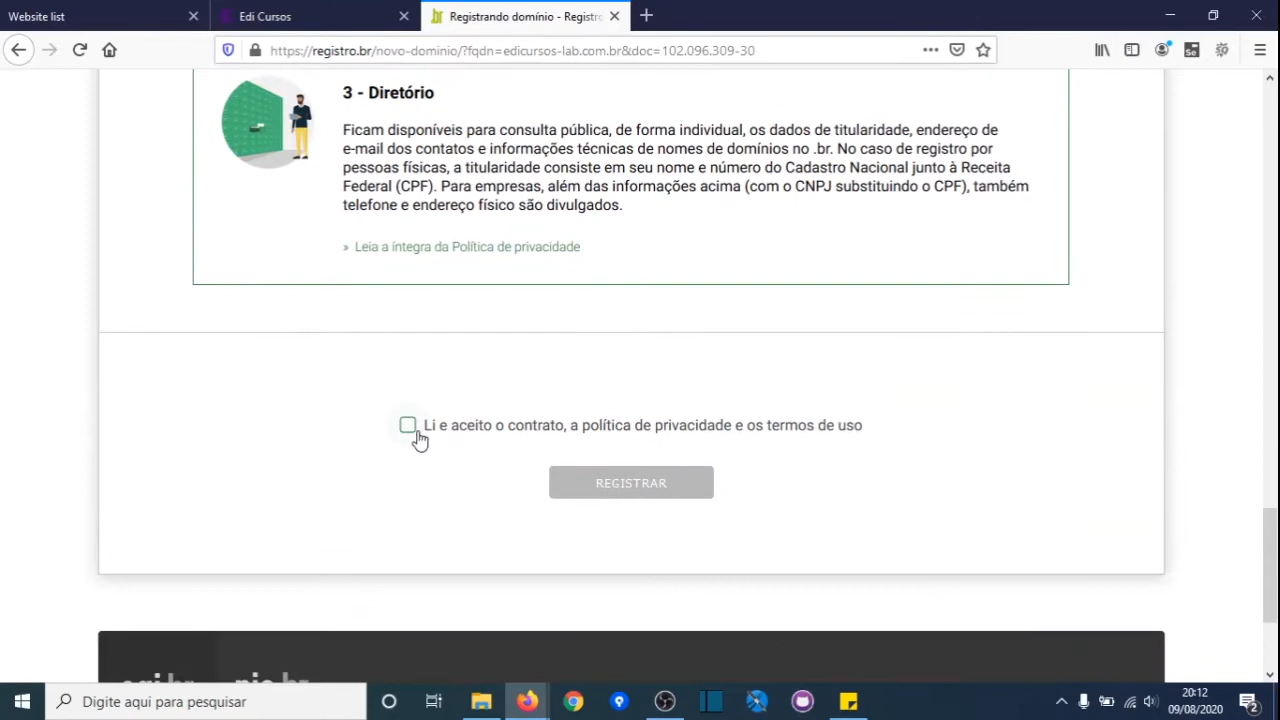 Website list
Edi Cursos
Registrando domínio - Registro
https://registro.br/novo-dominio/?fqdn=edicursos-lab.com.br&doc=102.096.309-30
3 - Diretório
Ficam disponíveis para consulta pública, de forma individual, os dados de titularidade, endereço de
e-mail dos contatos e informações técnicas de nomes de domínios no .br. No caso de registro por
pessoas físicas, a titularidade consiste em seu nome e número do Cadastro Nacional junto à Receita
Federal (CPF). Para empresas, além das informações acima (com o CNPJ substituindo o CPF), também
telefone e endereço físico são divulgados.
» Leia a íntegra da Política de privacidade
Li e aceito o contrato, a política de privacidade e os termos de uso
REGISTRAR
Digite aqui para pesquisar
20:12
09/08/2020
2